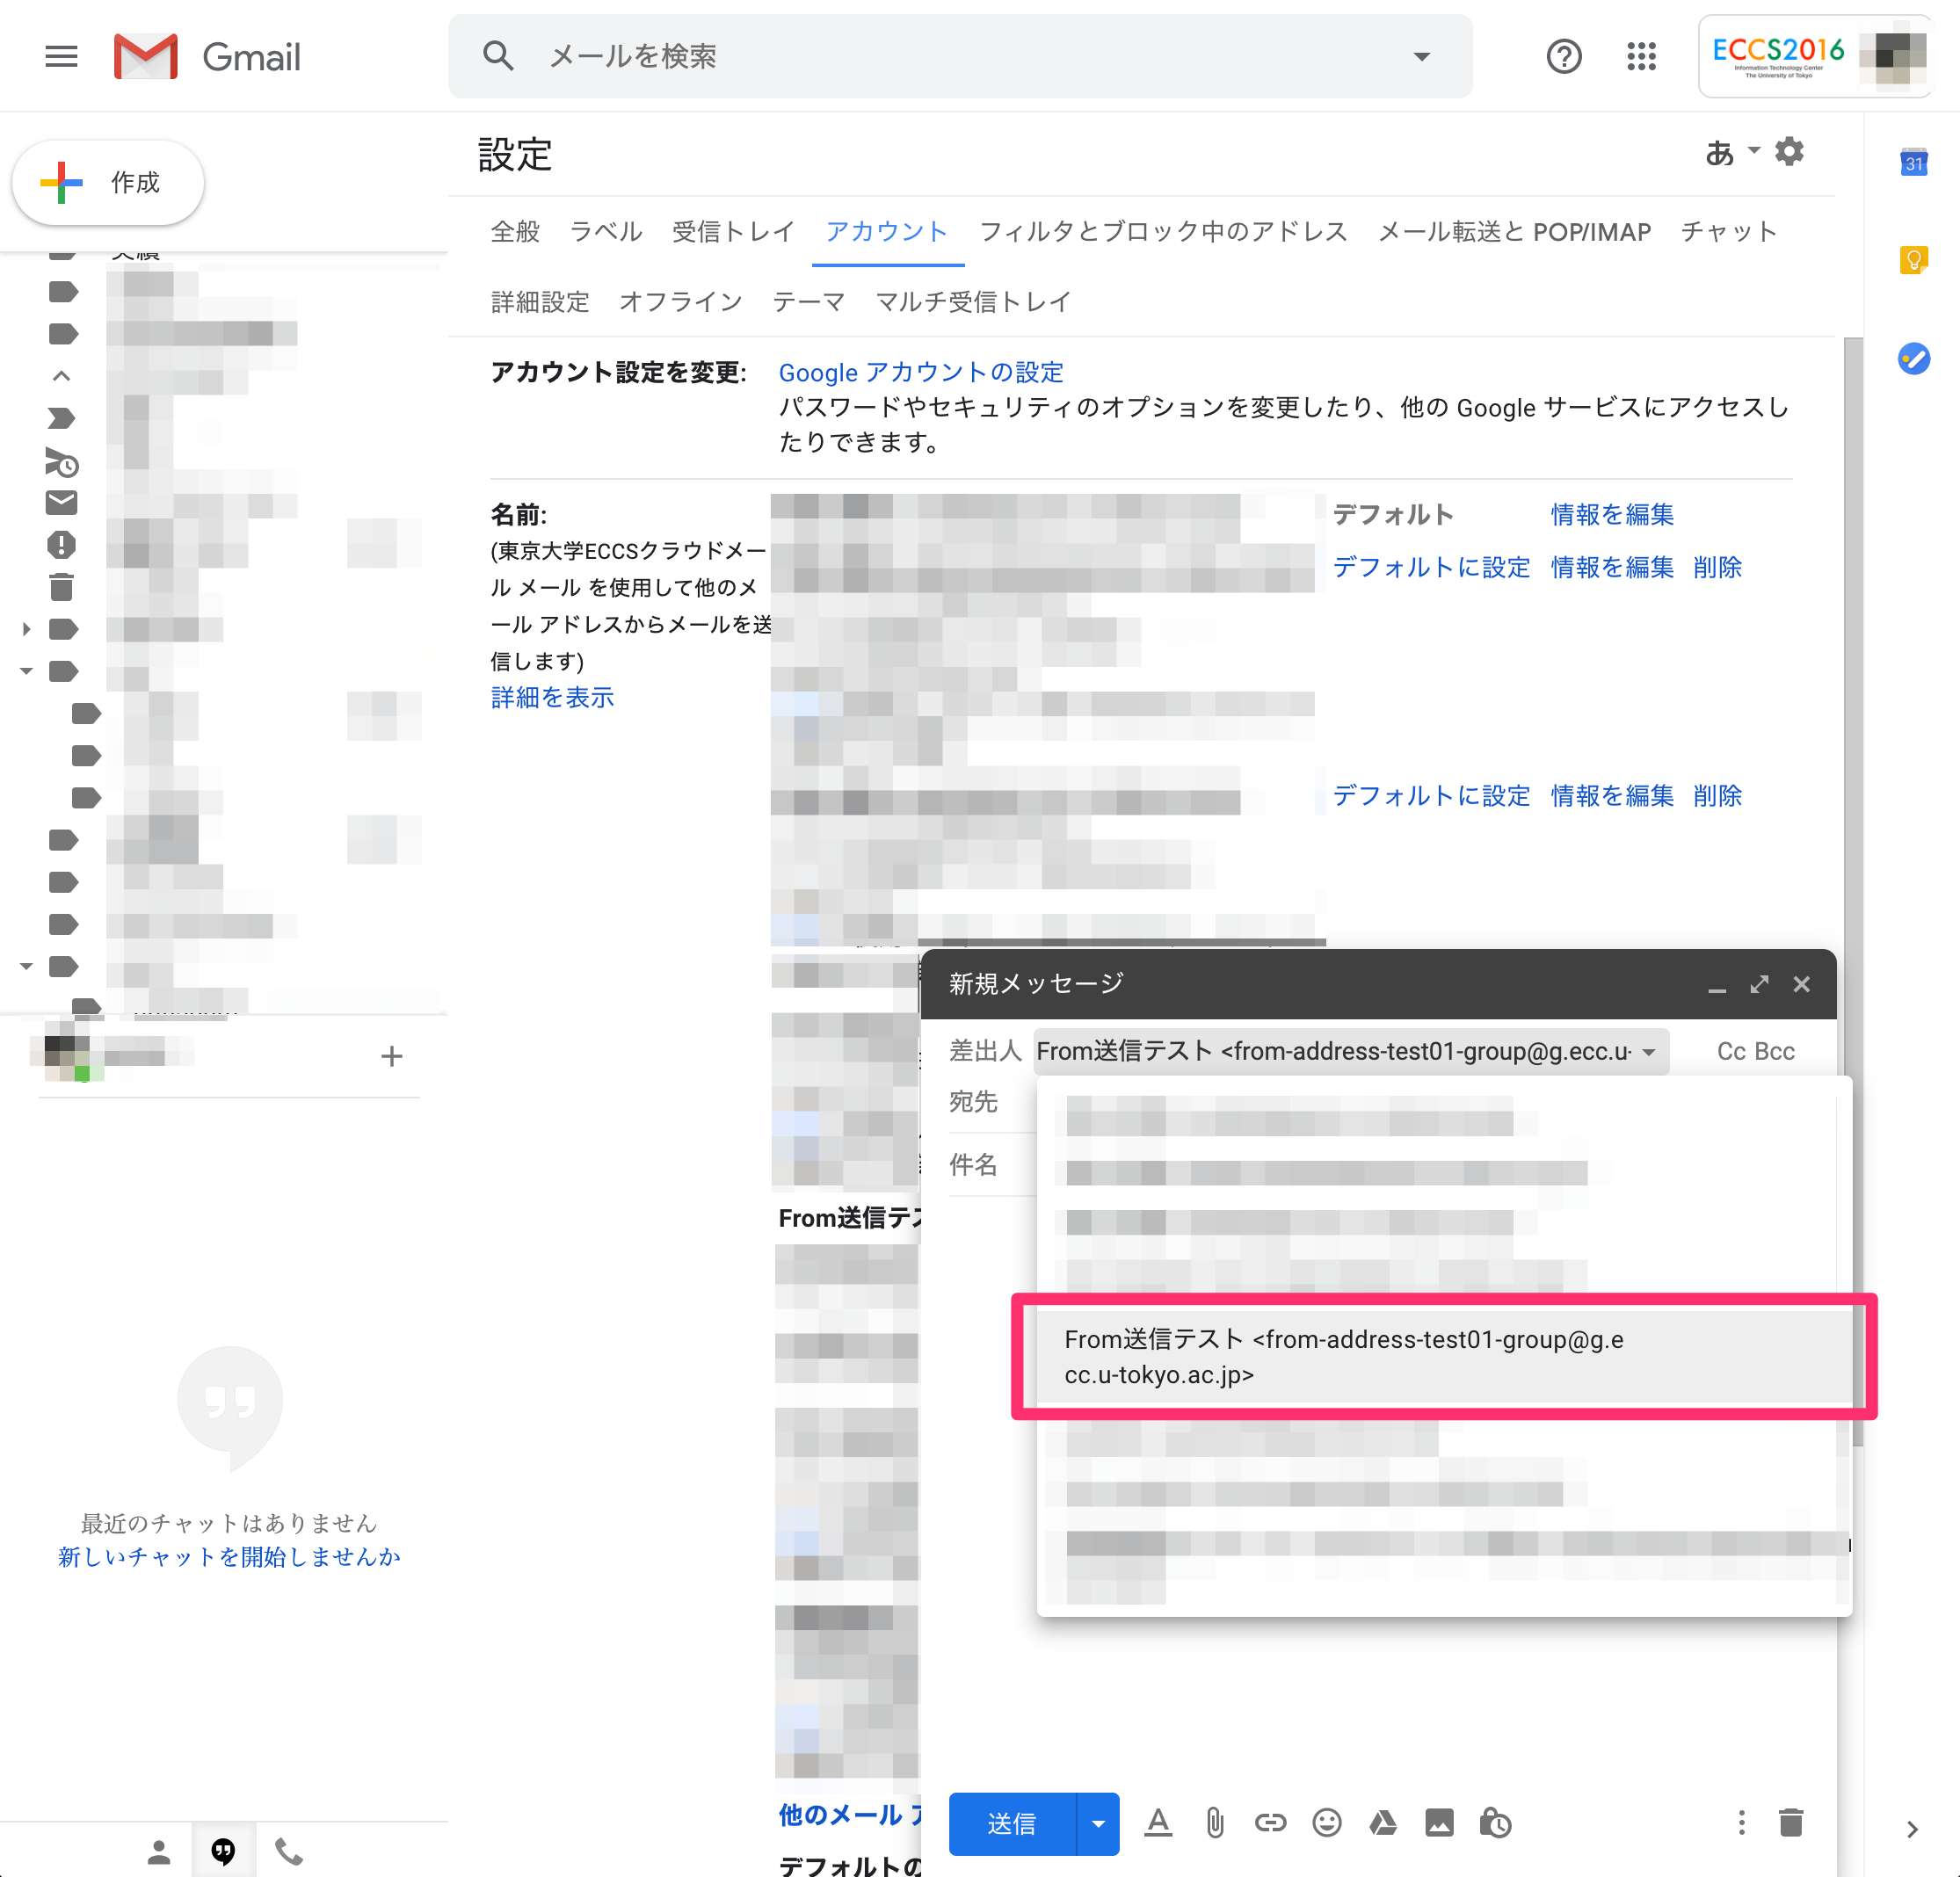 Gmail
メールを検索
ECCS2016
Information Technology Center
The University of Tokyo
作成
設定
あ
31
全般 ラベル 受信トレイ アカウント フィルタとブロック中のアドレス メール転送と POP/IMAP チャット
詳細設定 オフライン テーマ マルチ受信トレイ
アカウント設定を変更:
Google アカウントの設定
パスワードやセキュリティのオプションを変更したり、他の Google サービスにアクセスし
たりできます。
名前:
(東京大学ECCSクラウドメー
ル メール を使用して他のメ
ール アドレスからメールを送
信します)
詳細を表示
デフォルト 情報を編集
デフォルトに設定 情報を編集 削除
デフォルトに設定 情報を編集 削除
新規メッセージ
差出人 From送信テスト <from-address-test01-group@g.ecc.u- Cc Bcc
宛先
件名
From送信テ
From送信テスト <from-address-test01-group@g.e
cc.u-tokyo.ac.jp>
最近のチャットはありません
新しいチャットを開始しませんか
他のメール
デフォルトの
送信